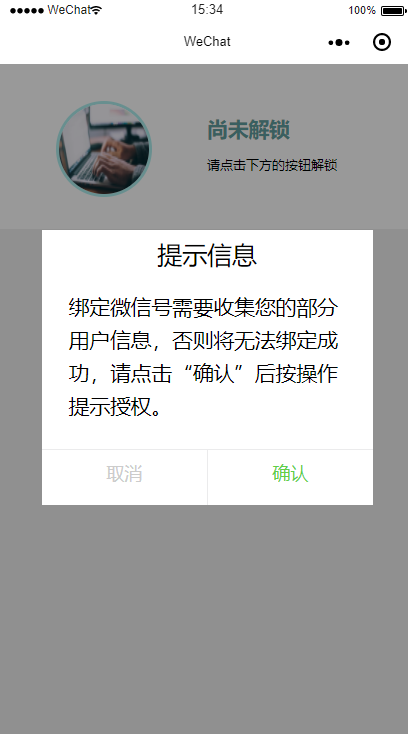 ●●●●● WeChat 15:34 100%
WeChat
尚未解锁
请点击下方的按钮解锁
提示信息
绑定微信号需要收集您的部分
用户信息，否则将无法绑定成
功，请点击“确认”后按操作
提示授权。
取消 确认